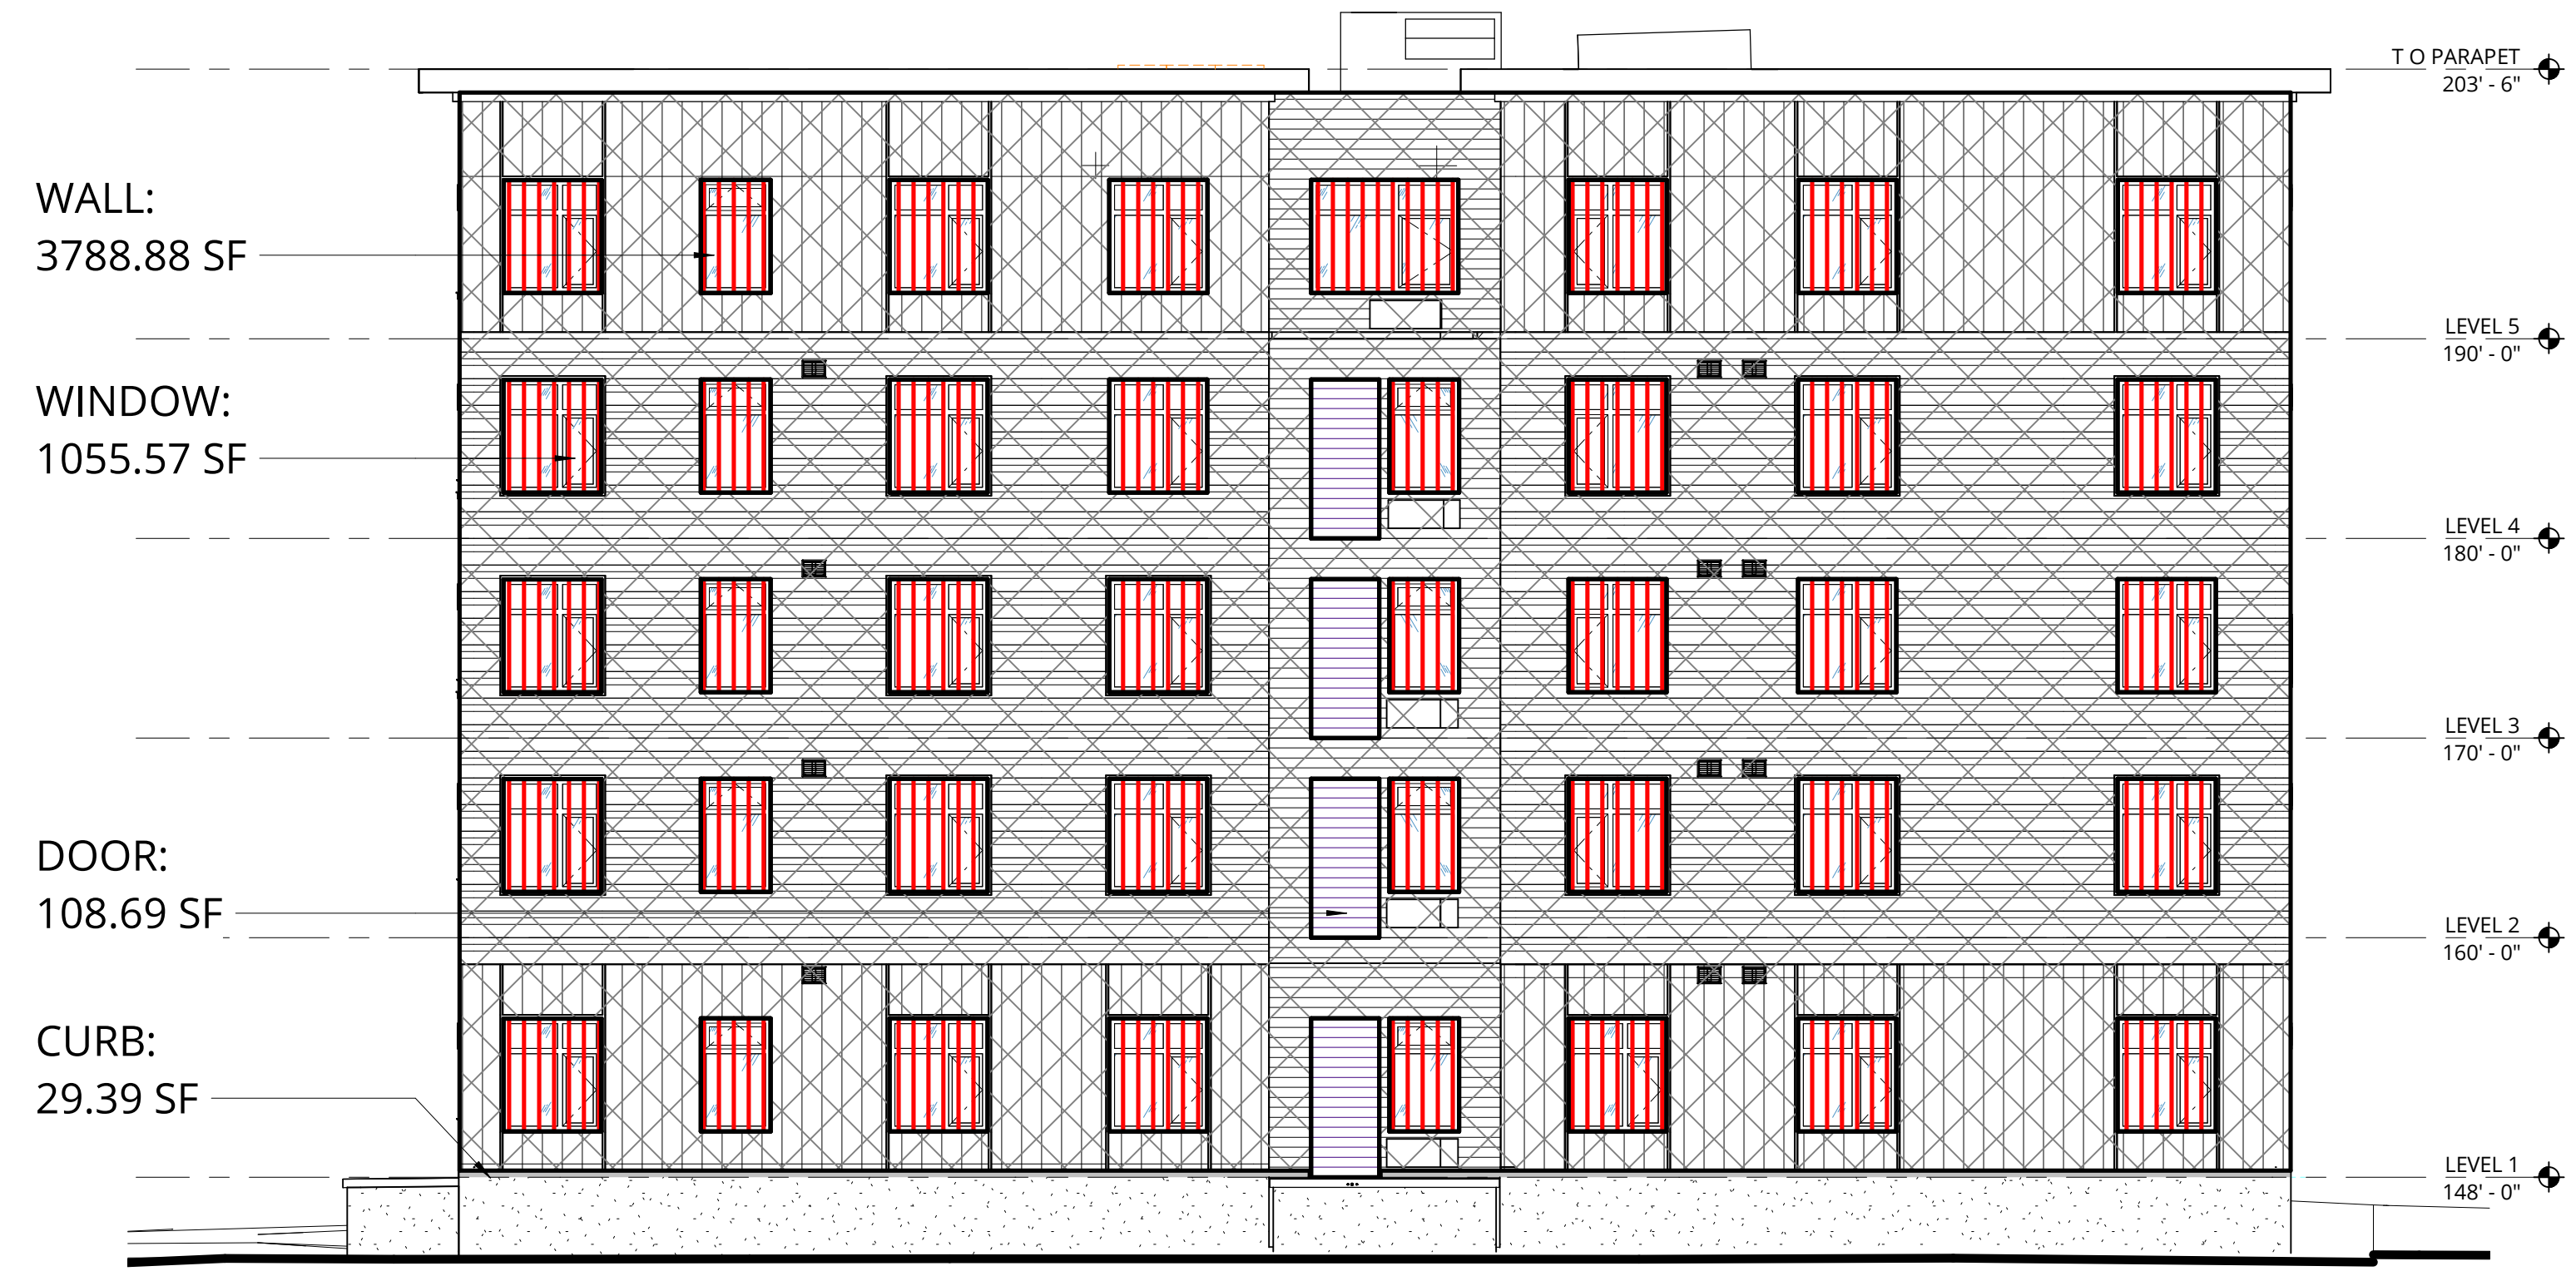 WALL:
3788.88 SF
WINDOW:
1055.57 SF
DOOR:
108.69 SF
CURB:
29.39 SF
T O PARAPET
203' - 6"
LEVEL 5
190' - 0"
LEVEL 4
180' - 0"
LEVEL 3
170' - 0"
LEVEL 2
160' - 0"
LEVEL 1
148' - 0"